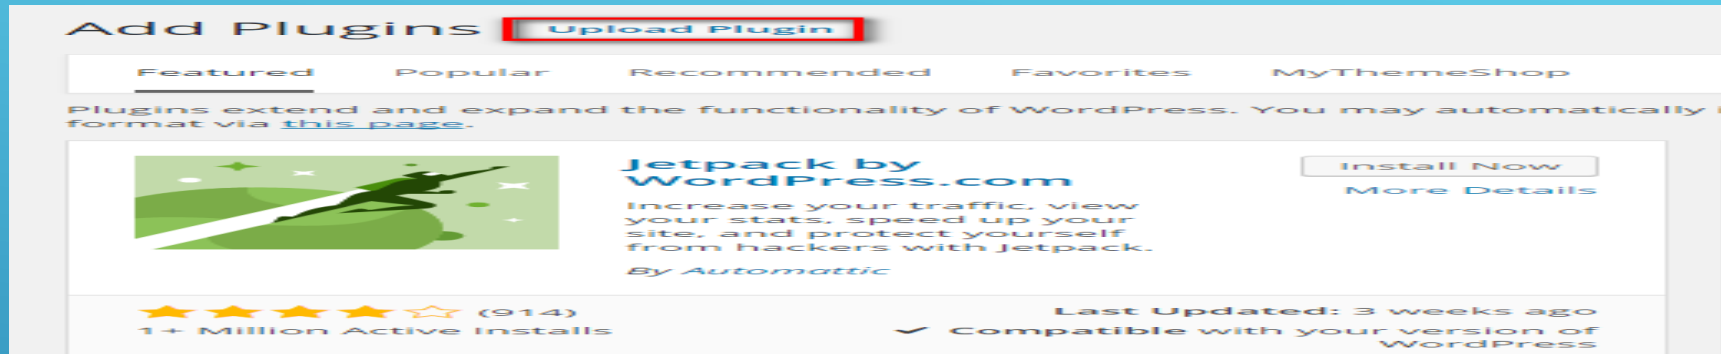 Add Plugins Upload Plugin
Featured Popular Recommended Favorites MyThemeShop
Plugins extend and expand the functionality of WordPress. You may automatically
format via this page.
Jetpack by
WordPress.com
Install Now
More Details
Increase your traffic, view
your stats, speed up your
site, and protect yourself
from hackers with Jetpack.
By Automattic
(914)
1+ Million Active Installs
Last Updated: 3 weeks ago
Compatible with your version of
WordPress